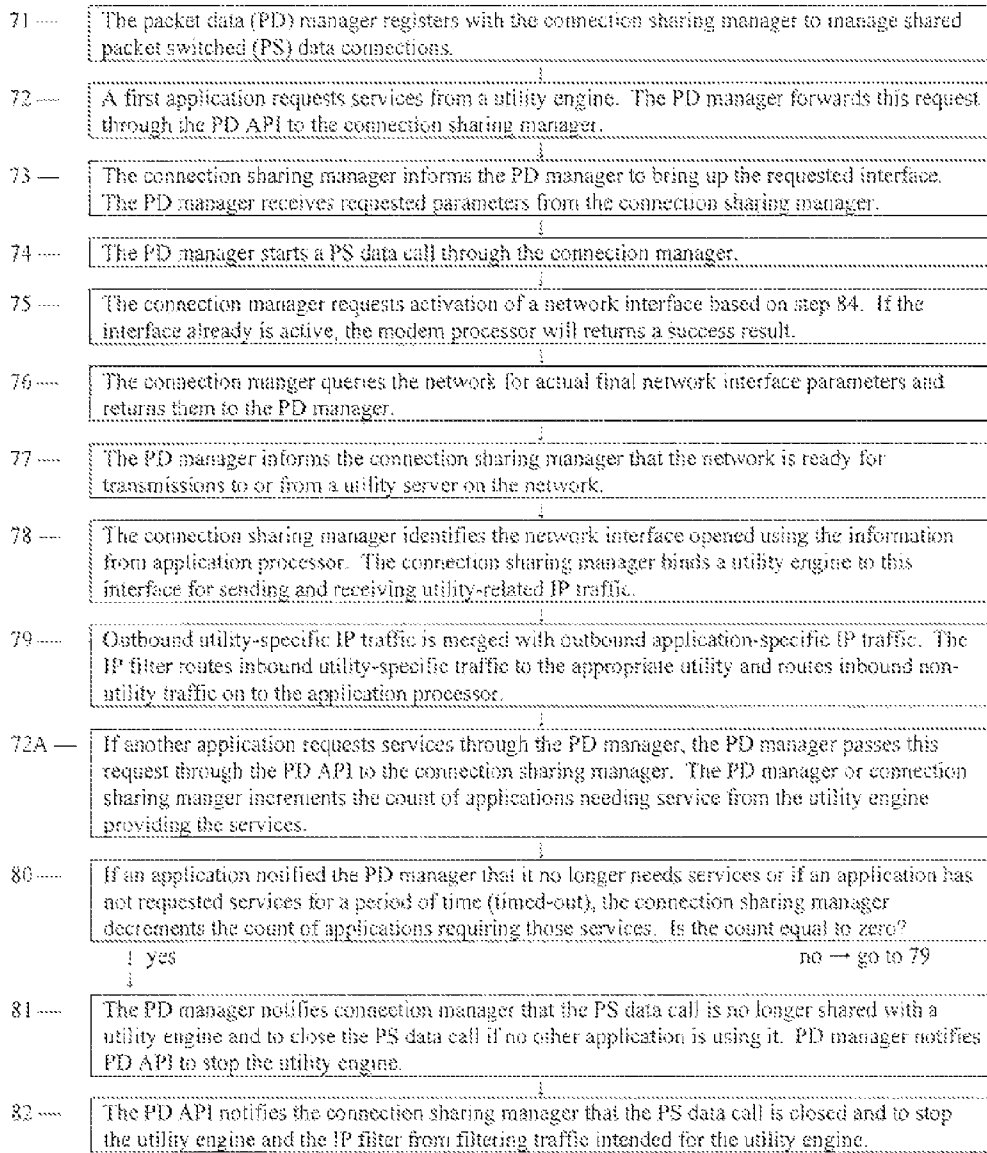 71 ---- The packet data (PD) manager registers with the connection sharing manager to manage shared
packet switched (PS) data connections.
72 ---- A first application requests services from a utility engine. The PD manager forwards this request
through the PD API to the connection sharing manager.
73 — The connection sharing manager informs the PD manager to bring up the requested interface.
The PD manager receives requested parameters from the connection sharing manager.
74 ---- The PD manager starts a PS data call through the connection manager.
75 The connection manager requests activation of a network interface based on step 84. If the
interface already is active, the modem processor will returns a success result.
76 ---- The connection manger queries the network for actual final network interface parameters and
returns them to the PD manager.
77 ---- The PD manager informs the connection sharing manager that the network is ready for
transmissions to or from a utility server on the network.
78 The connection sharing manager identifies the network interface opened using the information
from application processor. The connection sharing manager binds a utility engine to this
interface for sending and receiving utility-related IP traffic.
79 ---- Outbound utility-specific IP traffic is merged with outbound application-specific IP traffic. The
IP filter routes inbound utility-specific traffic to the appropriate utility and routes inbound non-
utility traffic on to the application processor.
72A — If another application requests services through the PD manager, the PD manager passes this
request through the PD API to the connection sharing manager. The PD manager or connection
sharing manger increments the count of applications needing service from the utility engine
providing the services.
80 ---- If an application notified the PD manager that it no longer needs services or if an application has
not requested services for a period of time (timed-out), the connection sharing manager
decrements the count of applications requiring those services. Is the count equal to zero?
↓ yes no → go to 79
81 ---- The PD manager notifies connection manager that the PS data call is no longer shared with a
utility engine and to close the PS data call if no other application is using it. PD manager notifies
PD API to stop the utility engine.
82 ---- The PD API notifies the connection sharing manager that the PS data call is closed and to stop
the utility engine and the IP filter from filtering traffic intended for the utility engine.